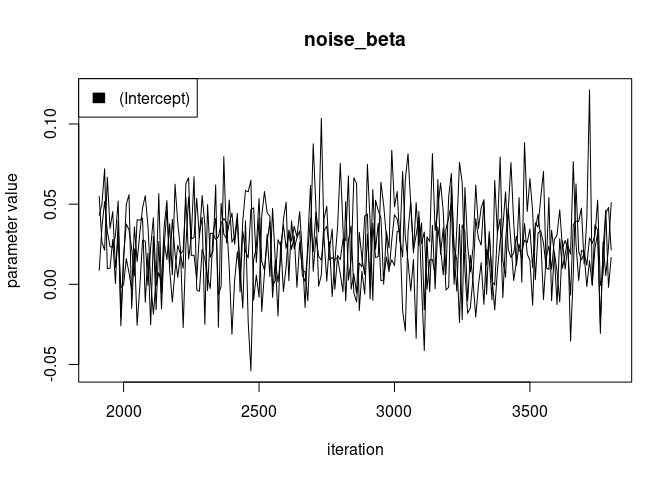 noise_beta
(Intercept)
parameter value
0.10
0.05
0.00
-0.05
2000 2500 3000 3500
iteration